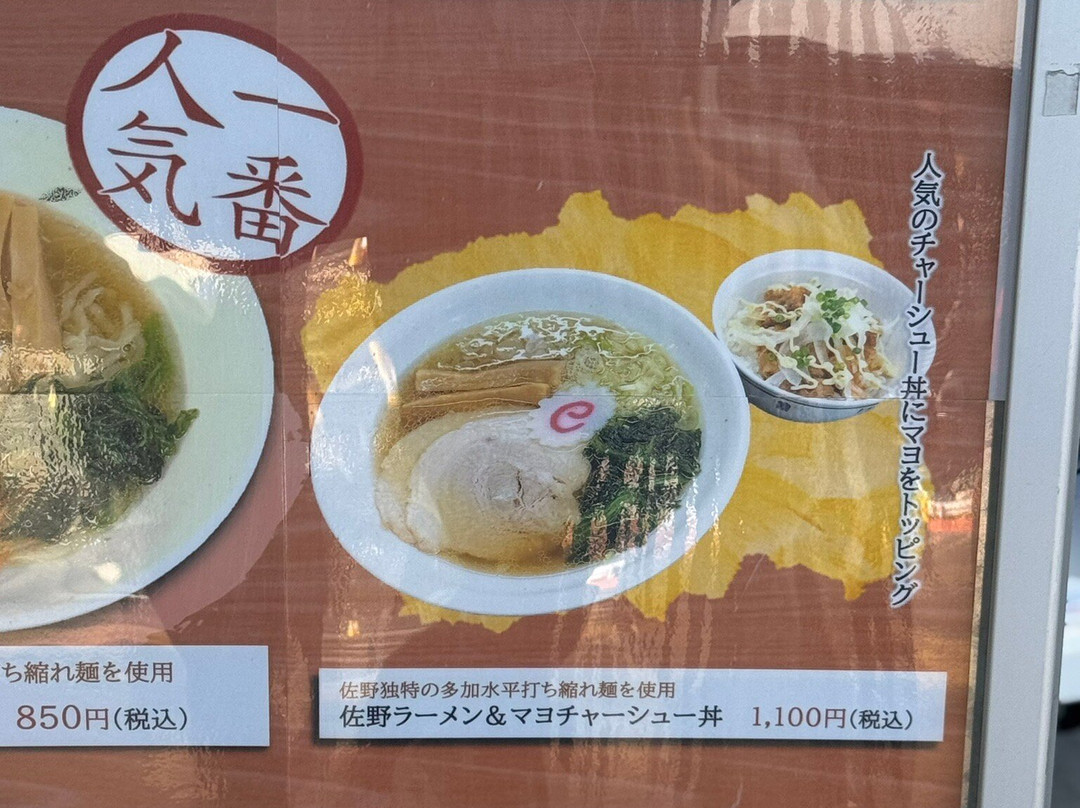 一番
人気
人気のチャーシュー丼にマヨをトッピング
ち縮れ麺を使用
850円(税込)
佐野独特の多加水平打ち縮れ麺を使用
佐野ラーメン&マヨチャーシュー丼 1,100円(税込)